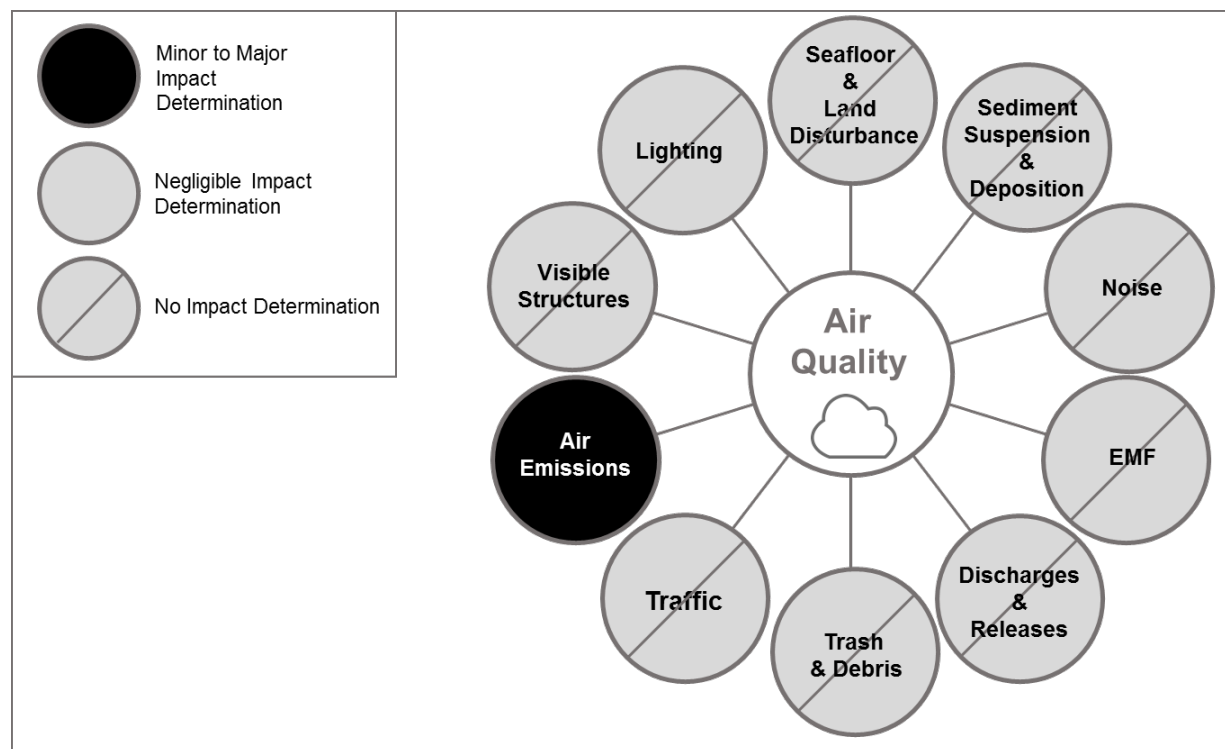 Minor to Major
Impact
Determination
Negligible Impact
Determination
No Impact Determination
Seafloor
&
Land
Disturbance
Sediment
Suspension
&
Deposition
Noise
EMF
Discharges
&
Releases
Trash
& Debris
Traffic
Air
Emissions
Visible
Structures
Lighting
Air
Quality